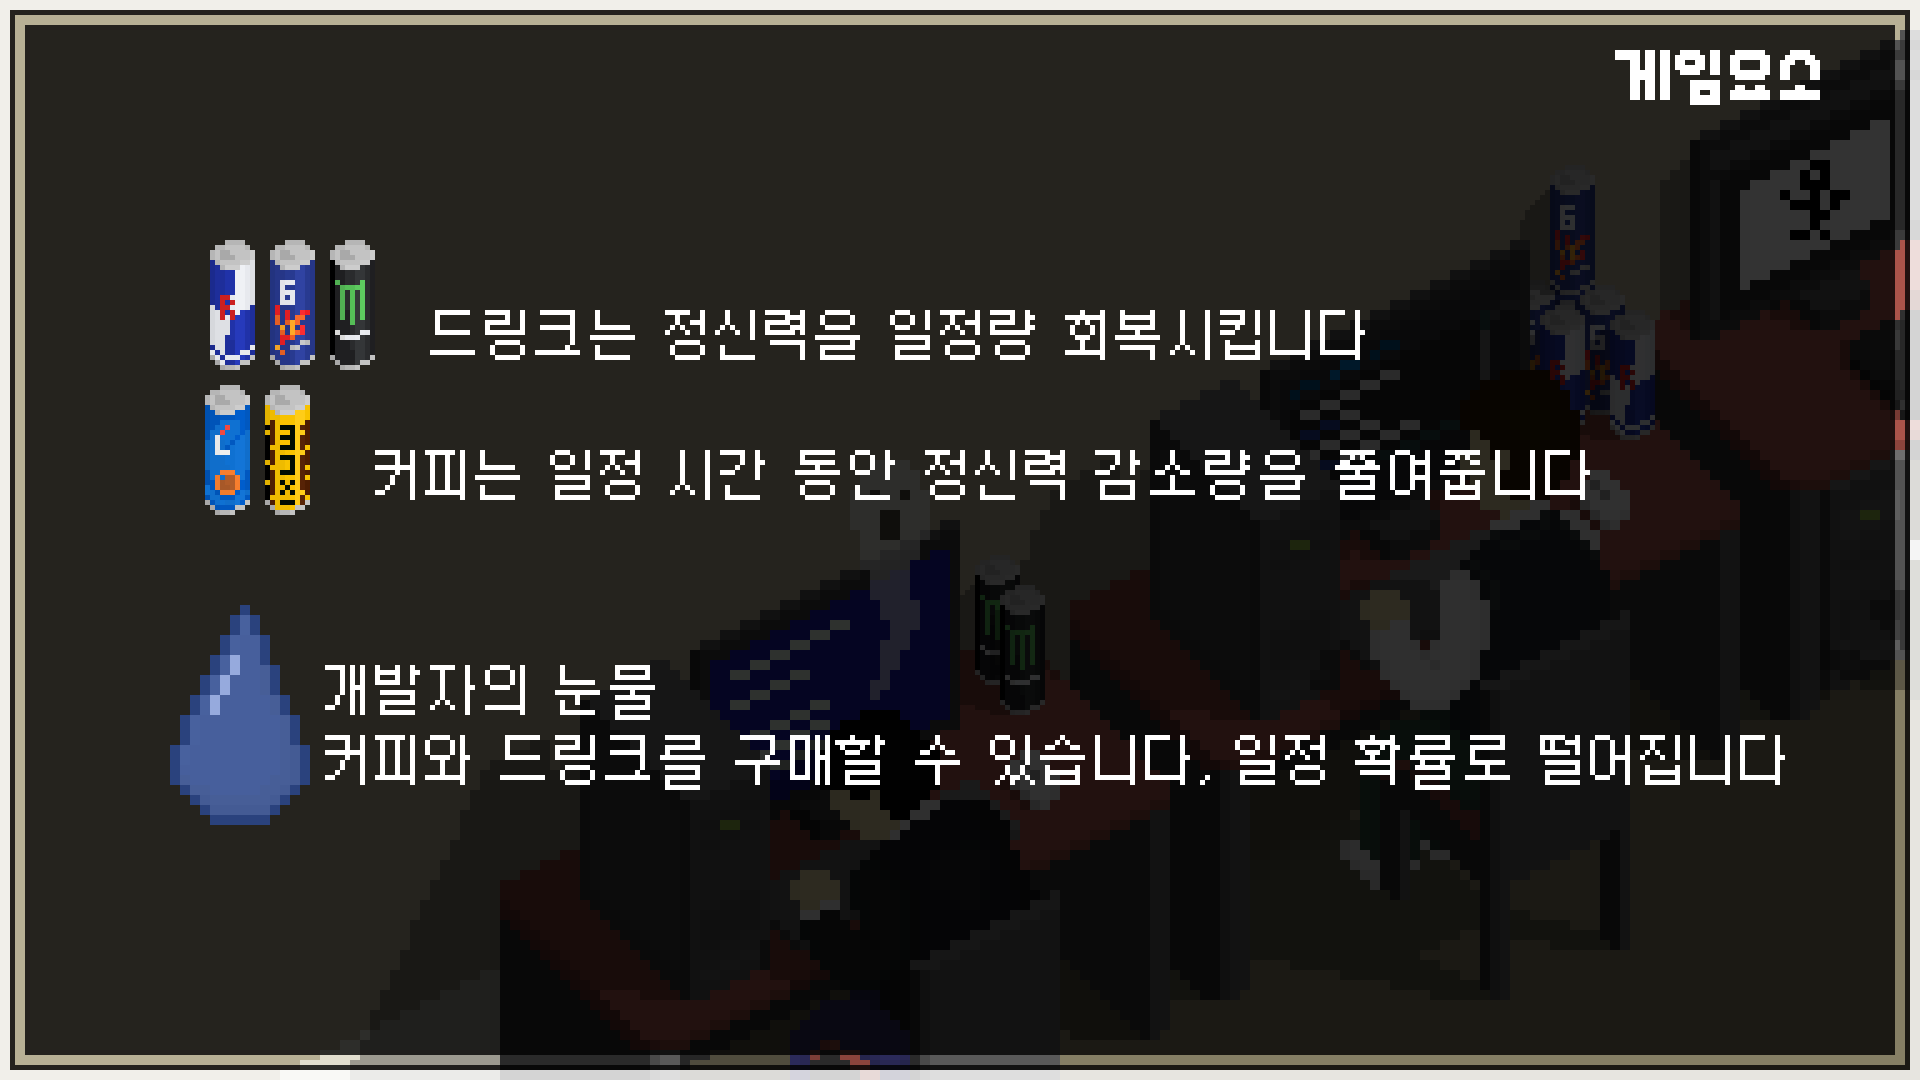 게임요소
드링크는 정신력을 일정량 회복시킵니다
커피는 일정 시간 동안 정신력 감소량을 풀여줍니다
개발자의 눈물
커피와 드링크를 구매할 수 있습니다, 일정 확률로 떨어집니다